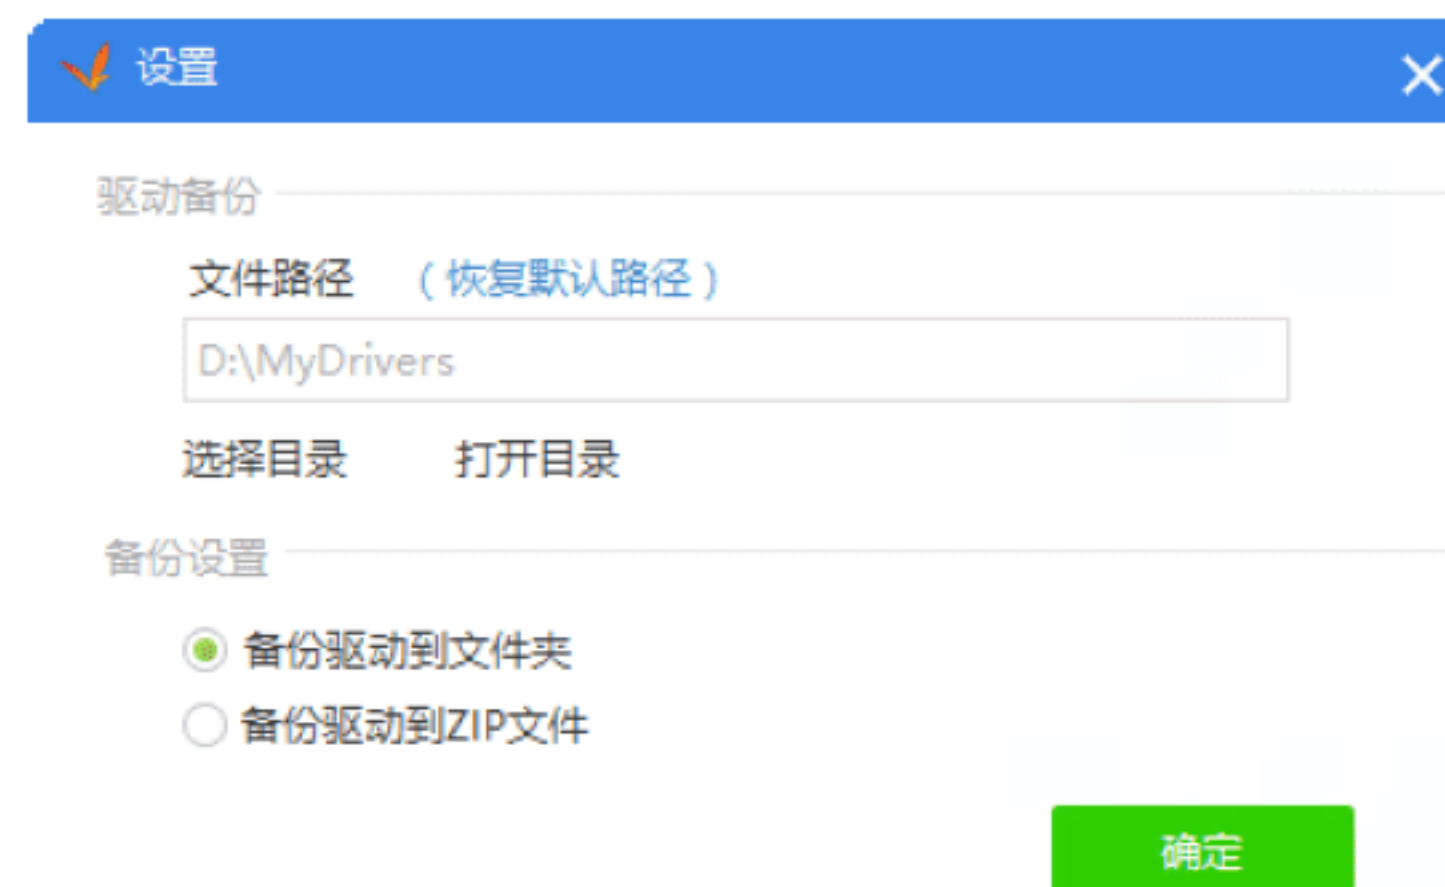 设置
驱动备份
文件路径 （恢复默认路径）
D:\MyDrivers
选择目录 打开目录
备份设置
备份驱动到文件夹
备份驱动到ZIP文件
确定